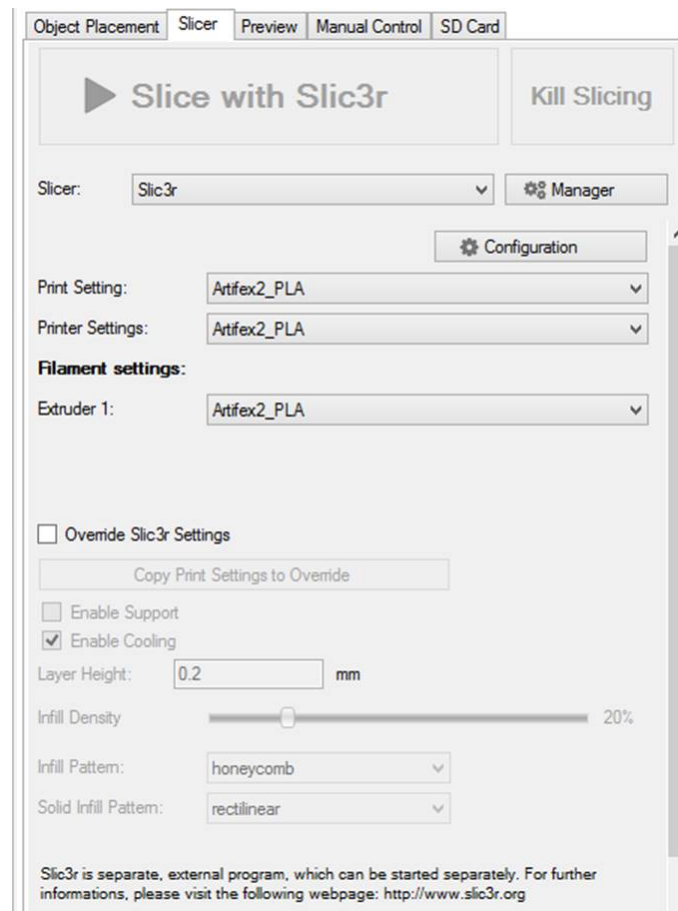 Object Placement Slicer Preview Manual Control SD Card
Slice with Slic3r Kill Slicing
Slicer: Slic3r Manager
Configuration
Print Setting: Artifex2_PLA
Printer Settings: Artifex2_PLA
Filament settings:
Extruder 1: Artifex2_PLA
Override Slic3r Settings
Copy Print Settings to Override
Enable Support
Enable Cooling
Layer Height: 0.2 mm
Infill Density 20%
Infill Pattern: honeycomb
Solid Infill Pattern: rectilinear
Slic3r is separate, external program, which can be started separately. For further
informations, please visit the following webpage: http://www.slic3r.org